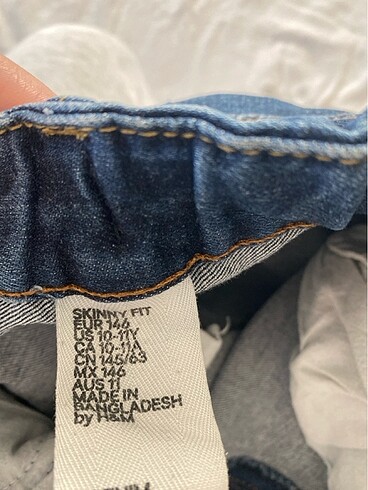 SKINNY FIT
EUR 146
US 10-11Y
CA 10-11Y
CN 145/63
MX 146
AUS 11
MADE IN
BANGLADESH
by H&M